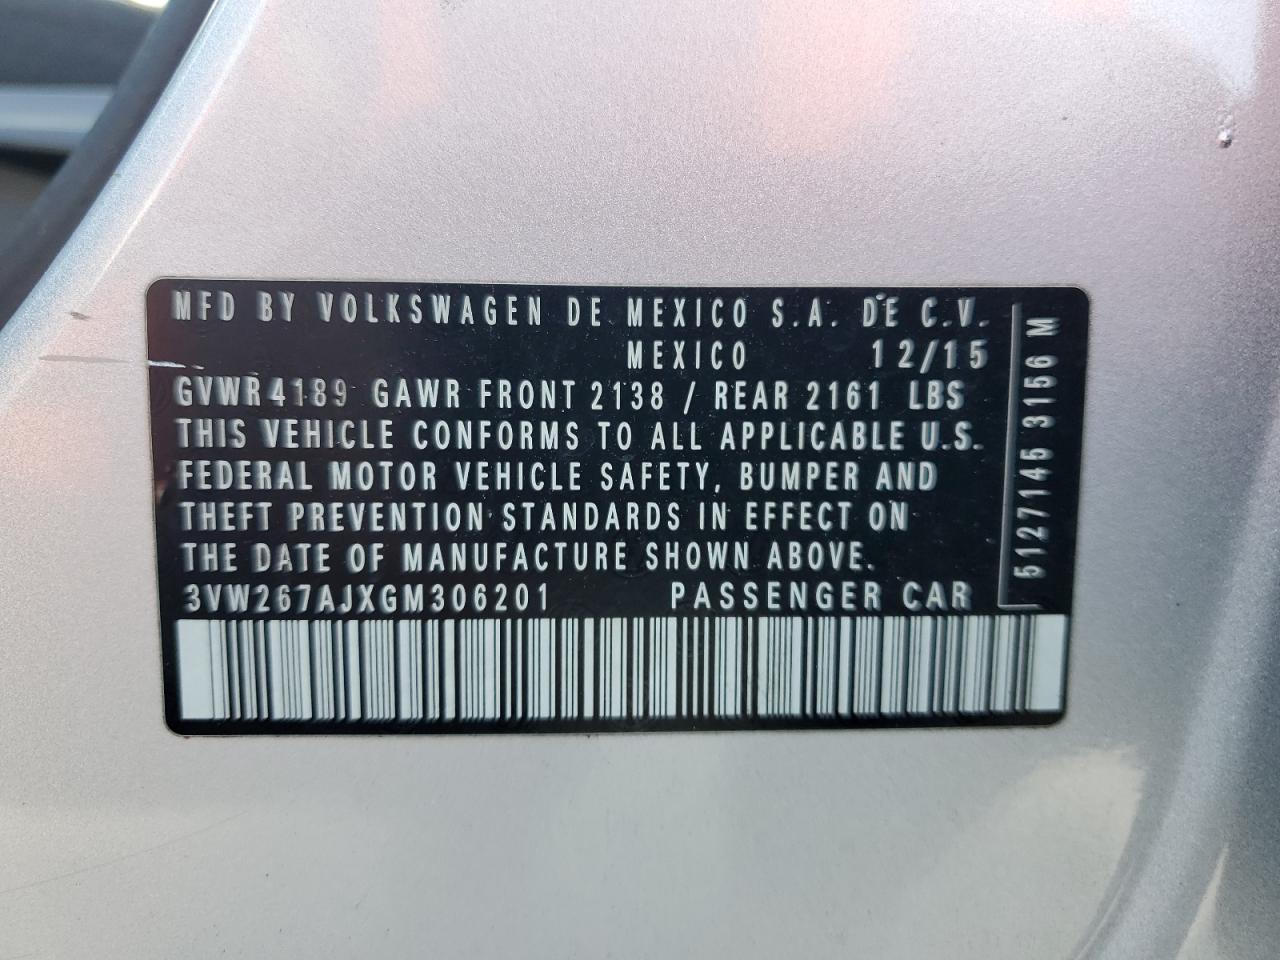 MFD BY VOLKSWAGEN DE MEXICO S.A. DE C.V.
MEXICO 12/15
GVWR 4189 GAWR FRONT 2138 / REAR 2161 LBS
THIS VEHICLE CONFORMS TO ALL APPLICABLE U.S.
FEDERAL MOTOR VEHICLE SAFETY, BUMPER AND
THEFT PREVENTION STANDARDS IN EFFECT ON
THE DATE OF MANUFACTURE SHOWN ABOVE.
3VW267AJXGM306201 PASSENGER CAR
5127145 3156 M